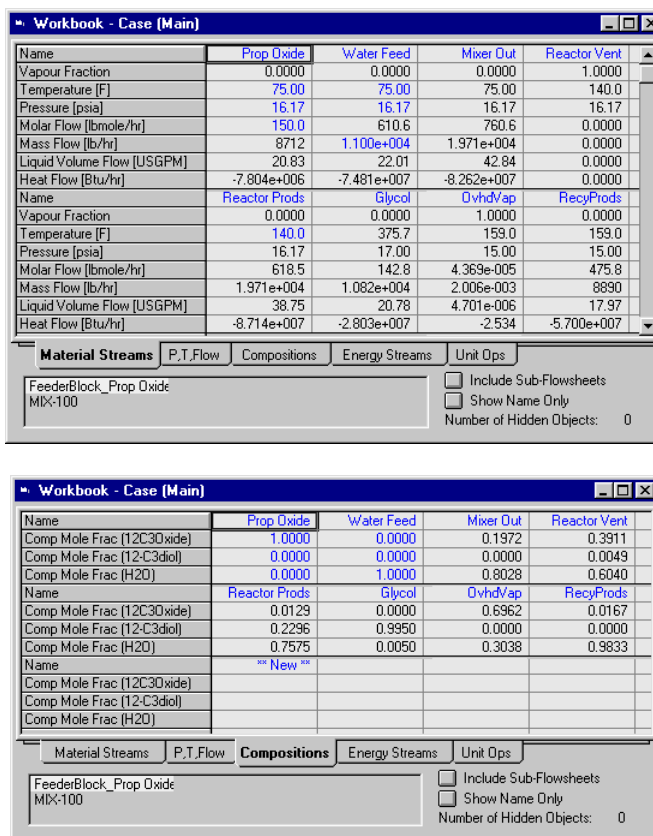 Workbook - Case (Main)
Name Prop Oxide Water Feed Mixer Out Reactor Vent
Vapour Fraction 0.0000 0.0000 0.0000 1.0000
Temperature [F] 75.00 75.00 75.00 140.0
Pressure [psia] 16.17 16.17 16.17 16.17
Molar Flow [lbmole/hr] 150.0 610.6 760.6 0.0000
Mass Flow [lb/hr] 8712 1.100e+004 1.971e+004 0.0000
Liquid Volume Flow [USGPM] 20.83 22.01 42.84 0.0000
Heat Flow [Btu/hr] -7.804e+006 -7.481e+007 -8.262e+007 0.0000
Name Reactor Prods Glycol OvhdVap RecyProds
Vapour Fraction 0.0000 0.0000 1.0000 0.0000
Temperature [F] 140.0 375.7 159.0 159.0
Pressure [psia] 16.17 17.00 15.00 15.00
Molar Flow [lbmole/hr] 618.5 142.8 4.369e-005 475.8
Mass Flow [lb/hr] 1.971e+004 1.082e+004 2.006e-003 8890
Liquid Volume Flow [USGPM] 38.75 20.78 4.701e-006 17.97
Heat Flow [Btu/hr] -8.714e+007 -2.803e+007 -2.534 -5.700e+007
Material Streams P,T,Flow Compositions Energy Streams Unit Ops
FeederBlock_Prop Oxide
MIX-100
Include Sub-Flowsheets
Show Name Only
Number of Hidden Objects: 0
Workbook - Case (Main)
Name Prop Oxide Water Feed Mixer Out Reactor Vent
Comp Mole Frac (12C3Oxide) 1.0000 0.0000 0.1972 0.3911
Comp Mole Frac (12-C3diol) 0.0000 0.0000 0.0000 0.0049
Comp Mole Frac (H2O) 0.0000 1.0000 0.8028 0.6040
Name Reactor Prods Glycol OvhdVap RecyProds
Comp Mole Frac (12C3Oxide) 0.0129 0.0000 0.6962 0.0167
Comp Mole Frac (12-C3diol) 0.2296 0.9950 0.0000 0.0000
Comp Mole Frac (H2O) 0.7575 0.0050 0.3038 0.9833
Name ** New **
Comp Mole Frac (12C3Oxide)
Comp Mole Frac (12-C3diol)
Comp Mole Frac (H2O)
Material Streams P,T,Flow Compositions Energy Streams Unit Ops
FeederBlock_Prop Oxide
MIX-100
Include Sub-Flowsheets
Show Name Only
Number of Hidden Objects: 0